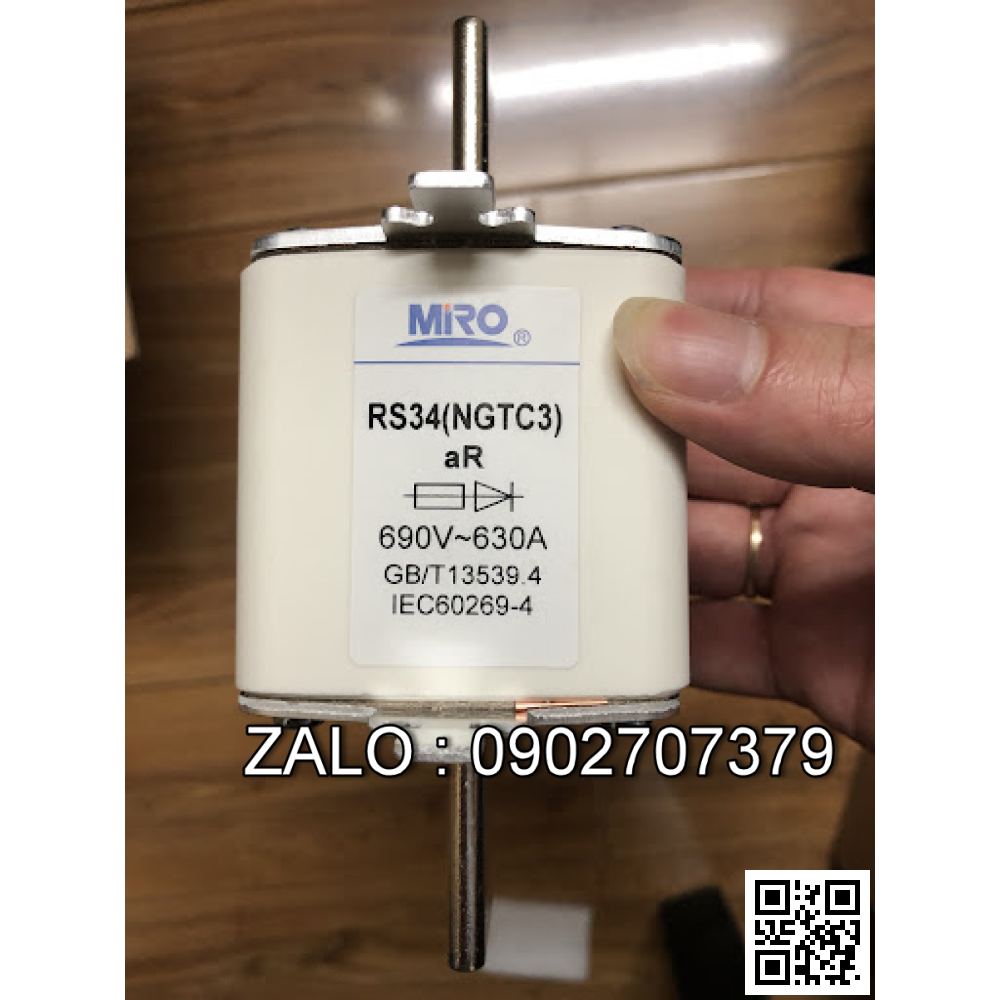 MIRO ®
RS34(NGTC3)
aR
690V~630A
GB/T13539.4
IEC60269-4
ZALO : 0902707379